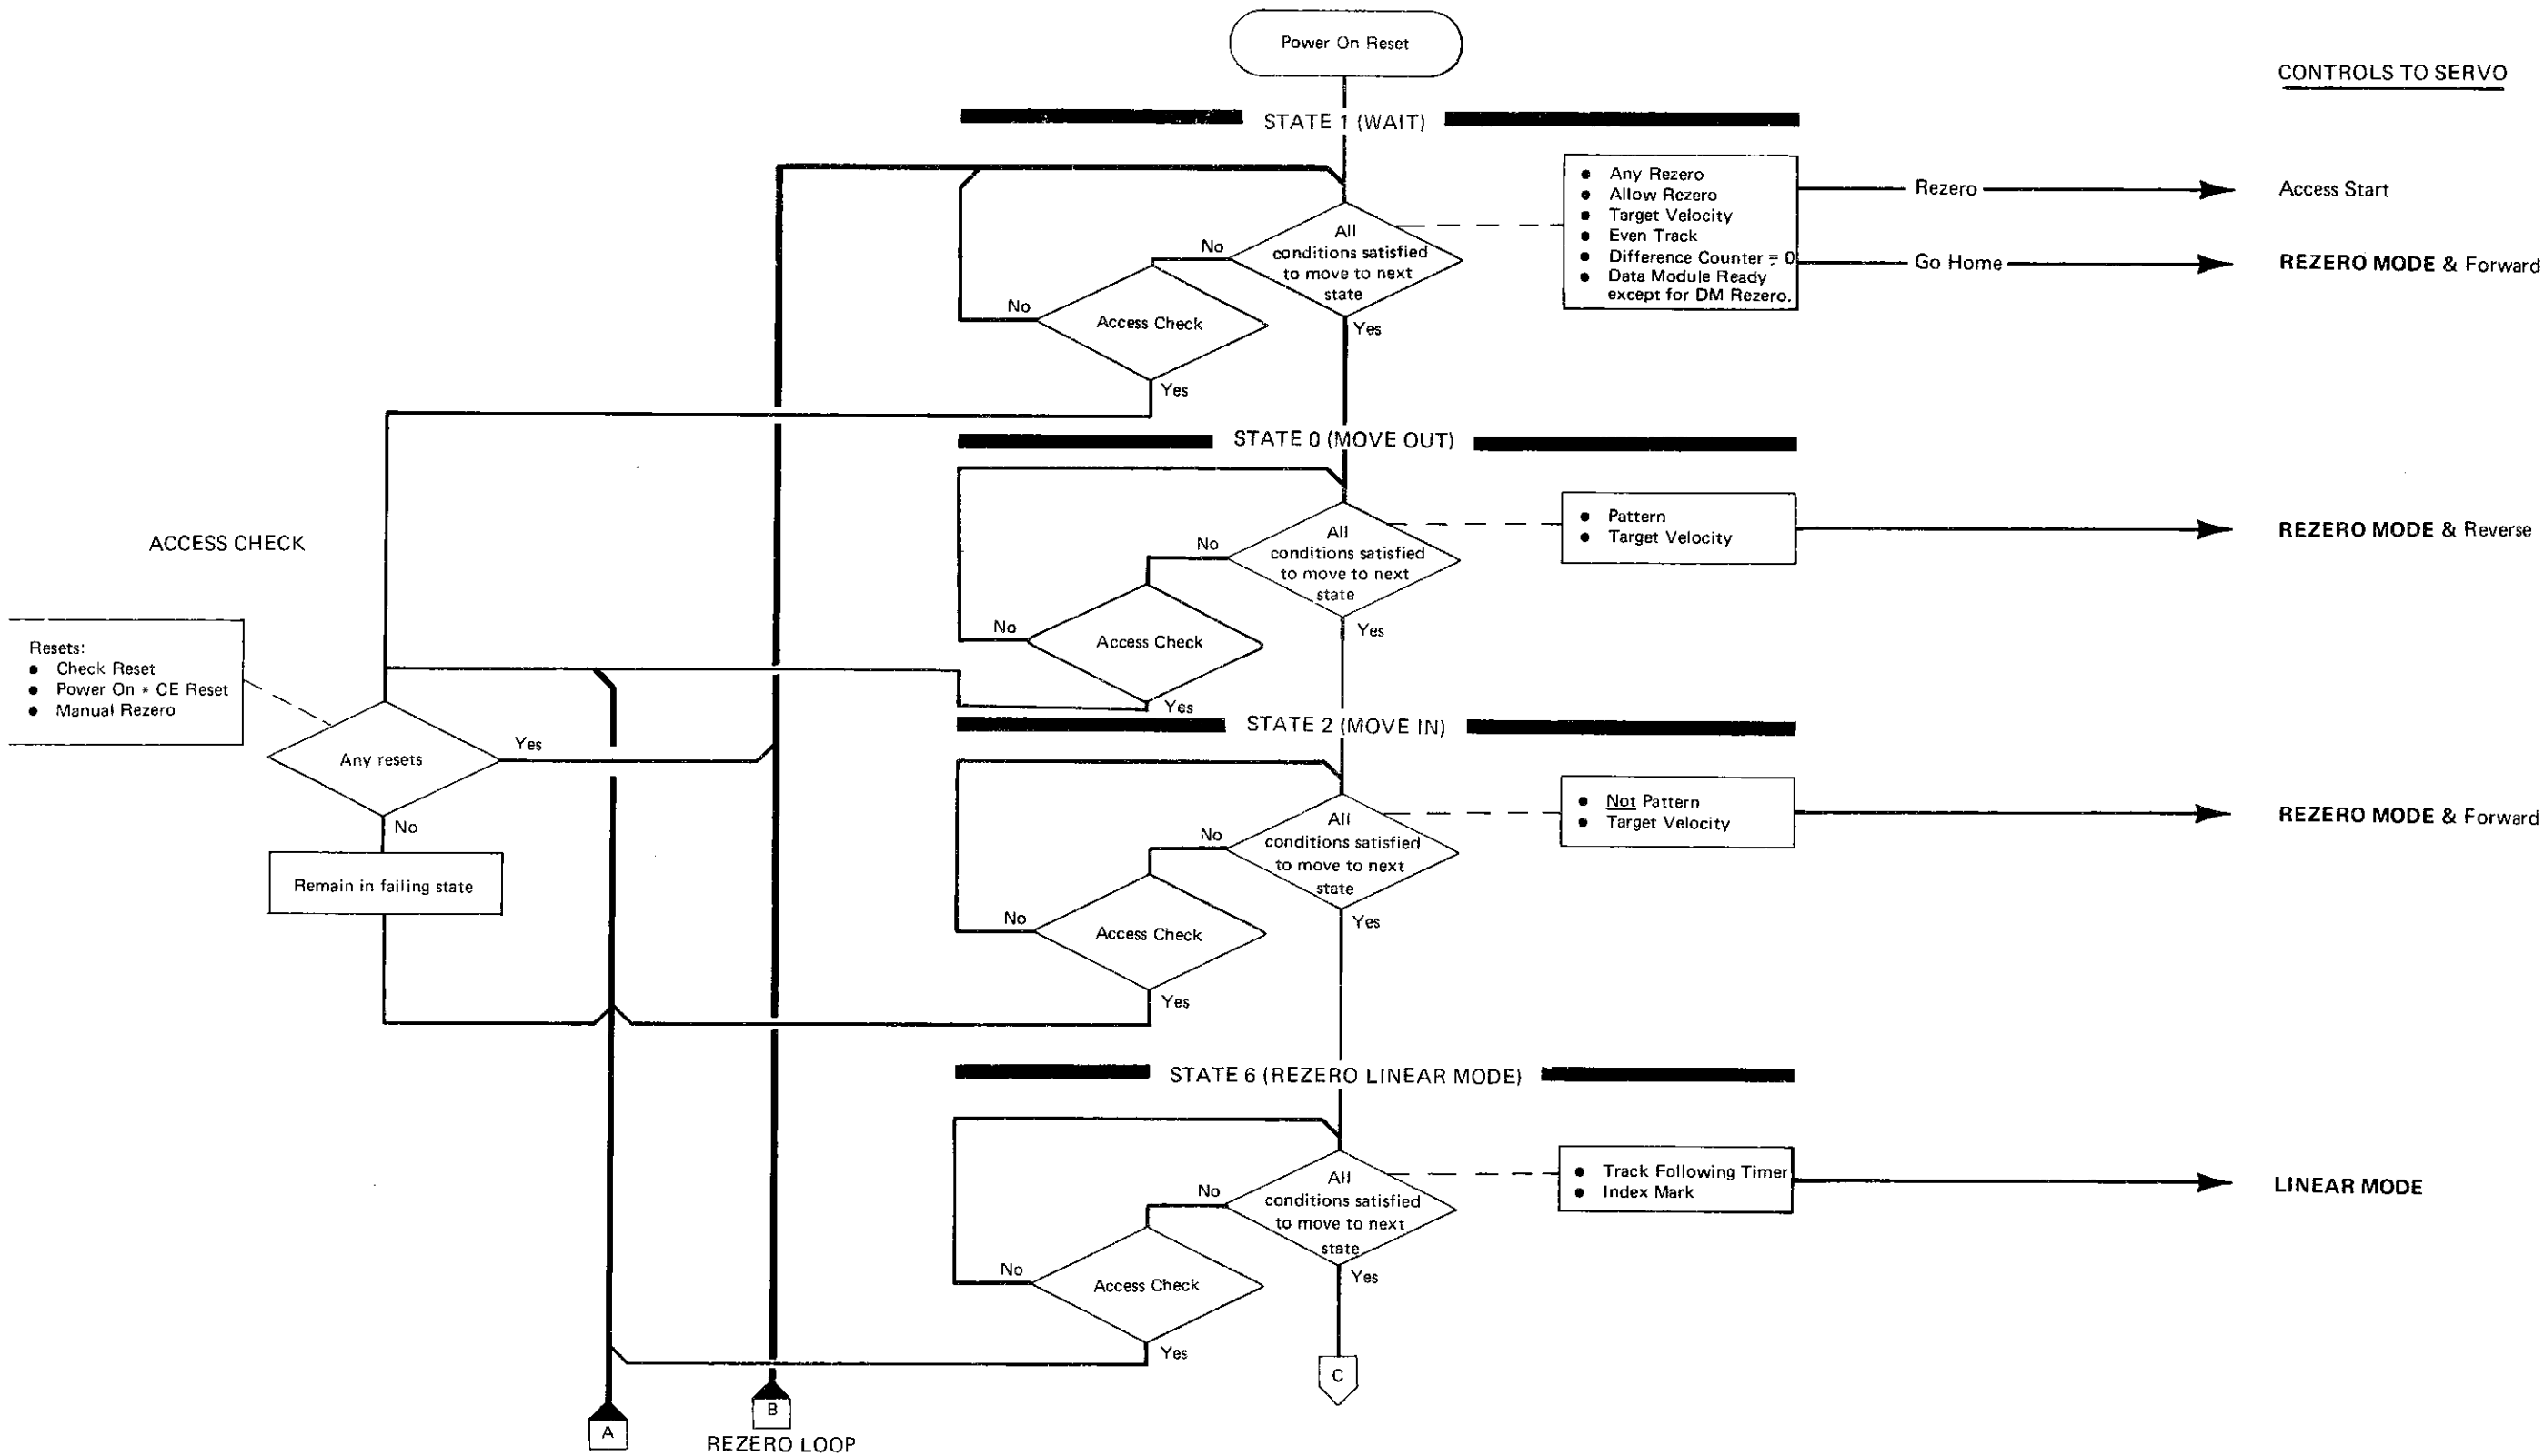 Power On Reset
CONTROLS TO SERVO
STATE 1 (WAIT)
● Any Rezero
● Allow Rezero
● Target Velocity
● Even Track
● Difference Counter = 0
● Data Module Ready
except for DM Rezero.
Rezero
Access Start
Go Home
REZERO MODE & Forward
All
conditions satisfied
to move to next
state
No
Yes
Access Check
No
Yes
STATE 0 (MOVE OUT)
● Pattern
● Target Velocity
REZERO MODE & Reverse
All
conditions satisfied
to move to next
state
No
Yes
Access Check
No
Yes
ACCESS CHECK
Resets:
● Check Reset
● Power On * CE Reset
● Manual Rezero
Any resets
Yes
No
Remain in failing state
STATE 2 (MOVE IN)
● Not Pattern
● Target Velocity
REZERO MODE & Forward
All
conditions satisfied
to move to next
state
No
Yes
Access Check
No
Yes
STATE 6 (REZERO LINEAR MODE)
● Track Following Timer
● Index Mark
LINEAR MODE
All
conditions satisfied
to move to next
state
No
Yes
Access Check
No
Yes
C
B
A
REZERO LOOP